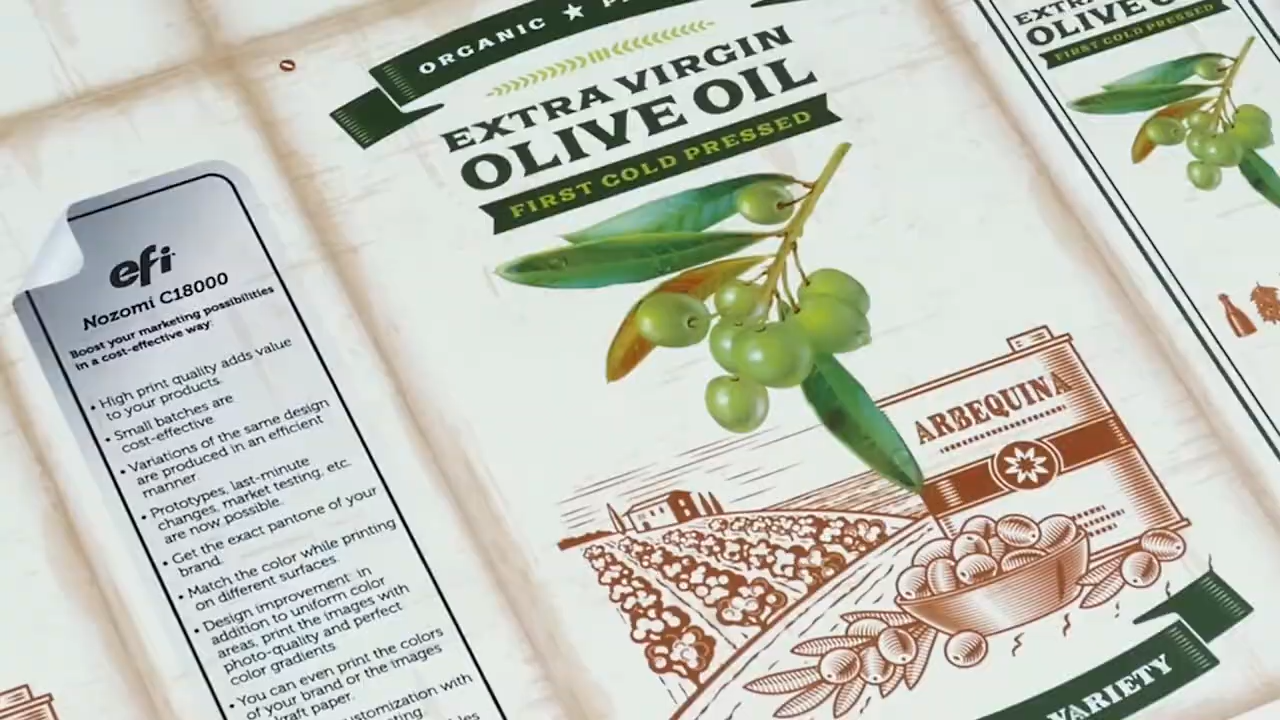 efi
Nozomi C18000
Boost your marketing possibilities
in a cost-effective way:
• High print quality adds value
to your products.
• Small batches are
cost-effective.
• Variations of the same design
are produced in an efficient
manner.
• Prototypes, last-minute
changes, market testing, etc.
are now possible.
• Get the exact pantone of your
brand.
• Match the color while printing
on different surfaces.
• Design improvement: in
addition to uniform color
areas, print the images with
photo-quality and perfect
color gradients.
• You can even print the colors
of your brand or the images
kraft paper.
customization with
ORGANIC ★
EXTRA VIRGIN
OLIVE OIL
FIRST COLD PRESSED
ARBEQUINA
VARIETY
OLIVE
FIRST COLD PRESSED